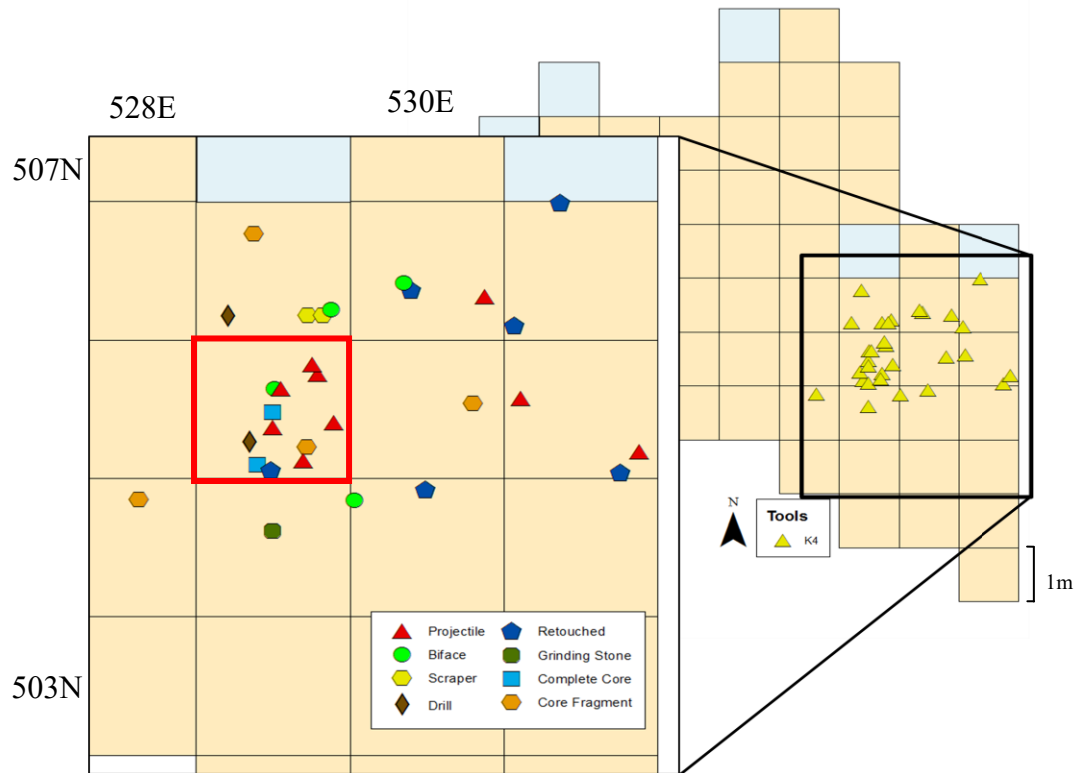 528E
530E
507N
503N
N
Tools
K4
1m
Projectile
Biface
Scraper
Drill
Retouched
Grinding Stone
Complete Core
Core Fragment